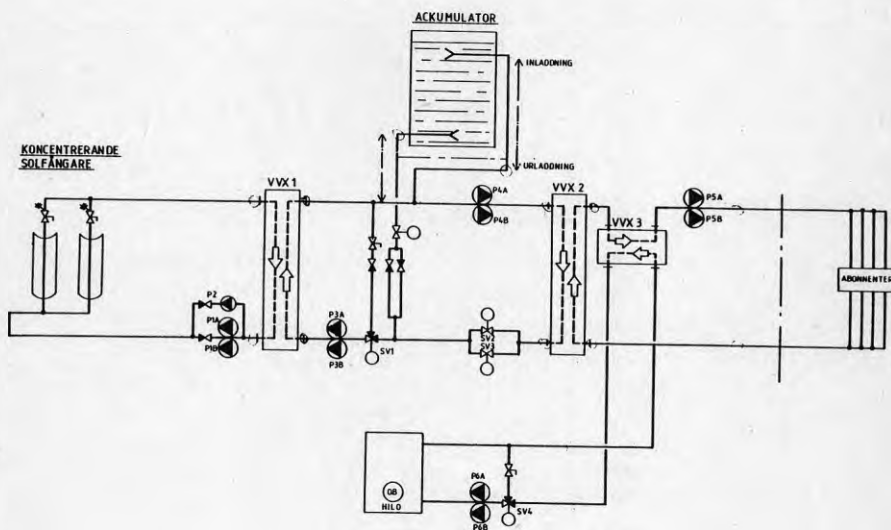 ACKUMULATOR
INLADDNING
KONCENTRERANDE
SOLFÅNGARE
URLADDNING
VVX 1
P4A
P4B
VVX 2
VVX 3
P5A
P5B
ABONNENTER
P2
P1A
P1B
P3A
P3B
SV1
SV2
SV3
GB
HILO
P6A
P6B
SV4